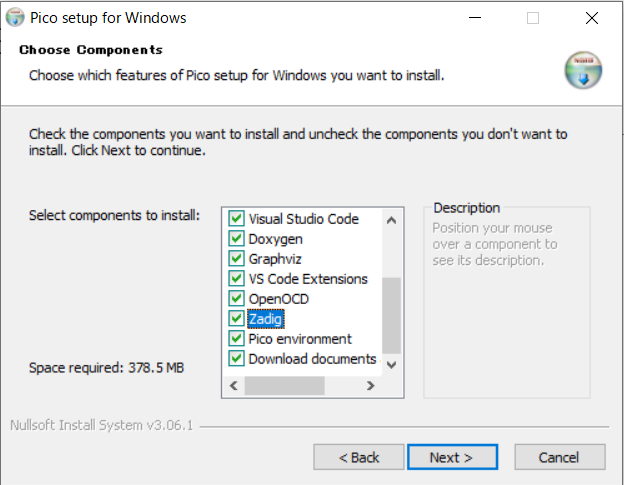 Pico setup for Windows
Choose Components
Choose which features of Pico setup for Windows you want to install.
Check the components you want to install and uncheck the components you don't want to
install. Click Next to continue.
Select components to install:
Visual Studio Code
Doxygen
Graphviz
VS Code Extensions
OpenOCD
Zadig
Pico environment
Download documents
Description
Position your mouse
over a component to
see its description.
Space required: 378.5 MB
Nullsoft Install System v3.06.1
< Back
Next >
Cancel